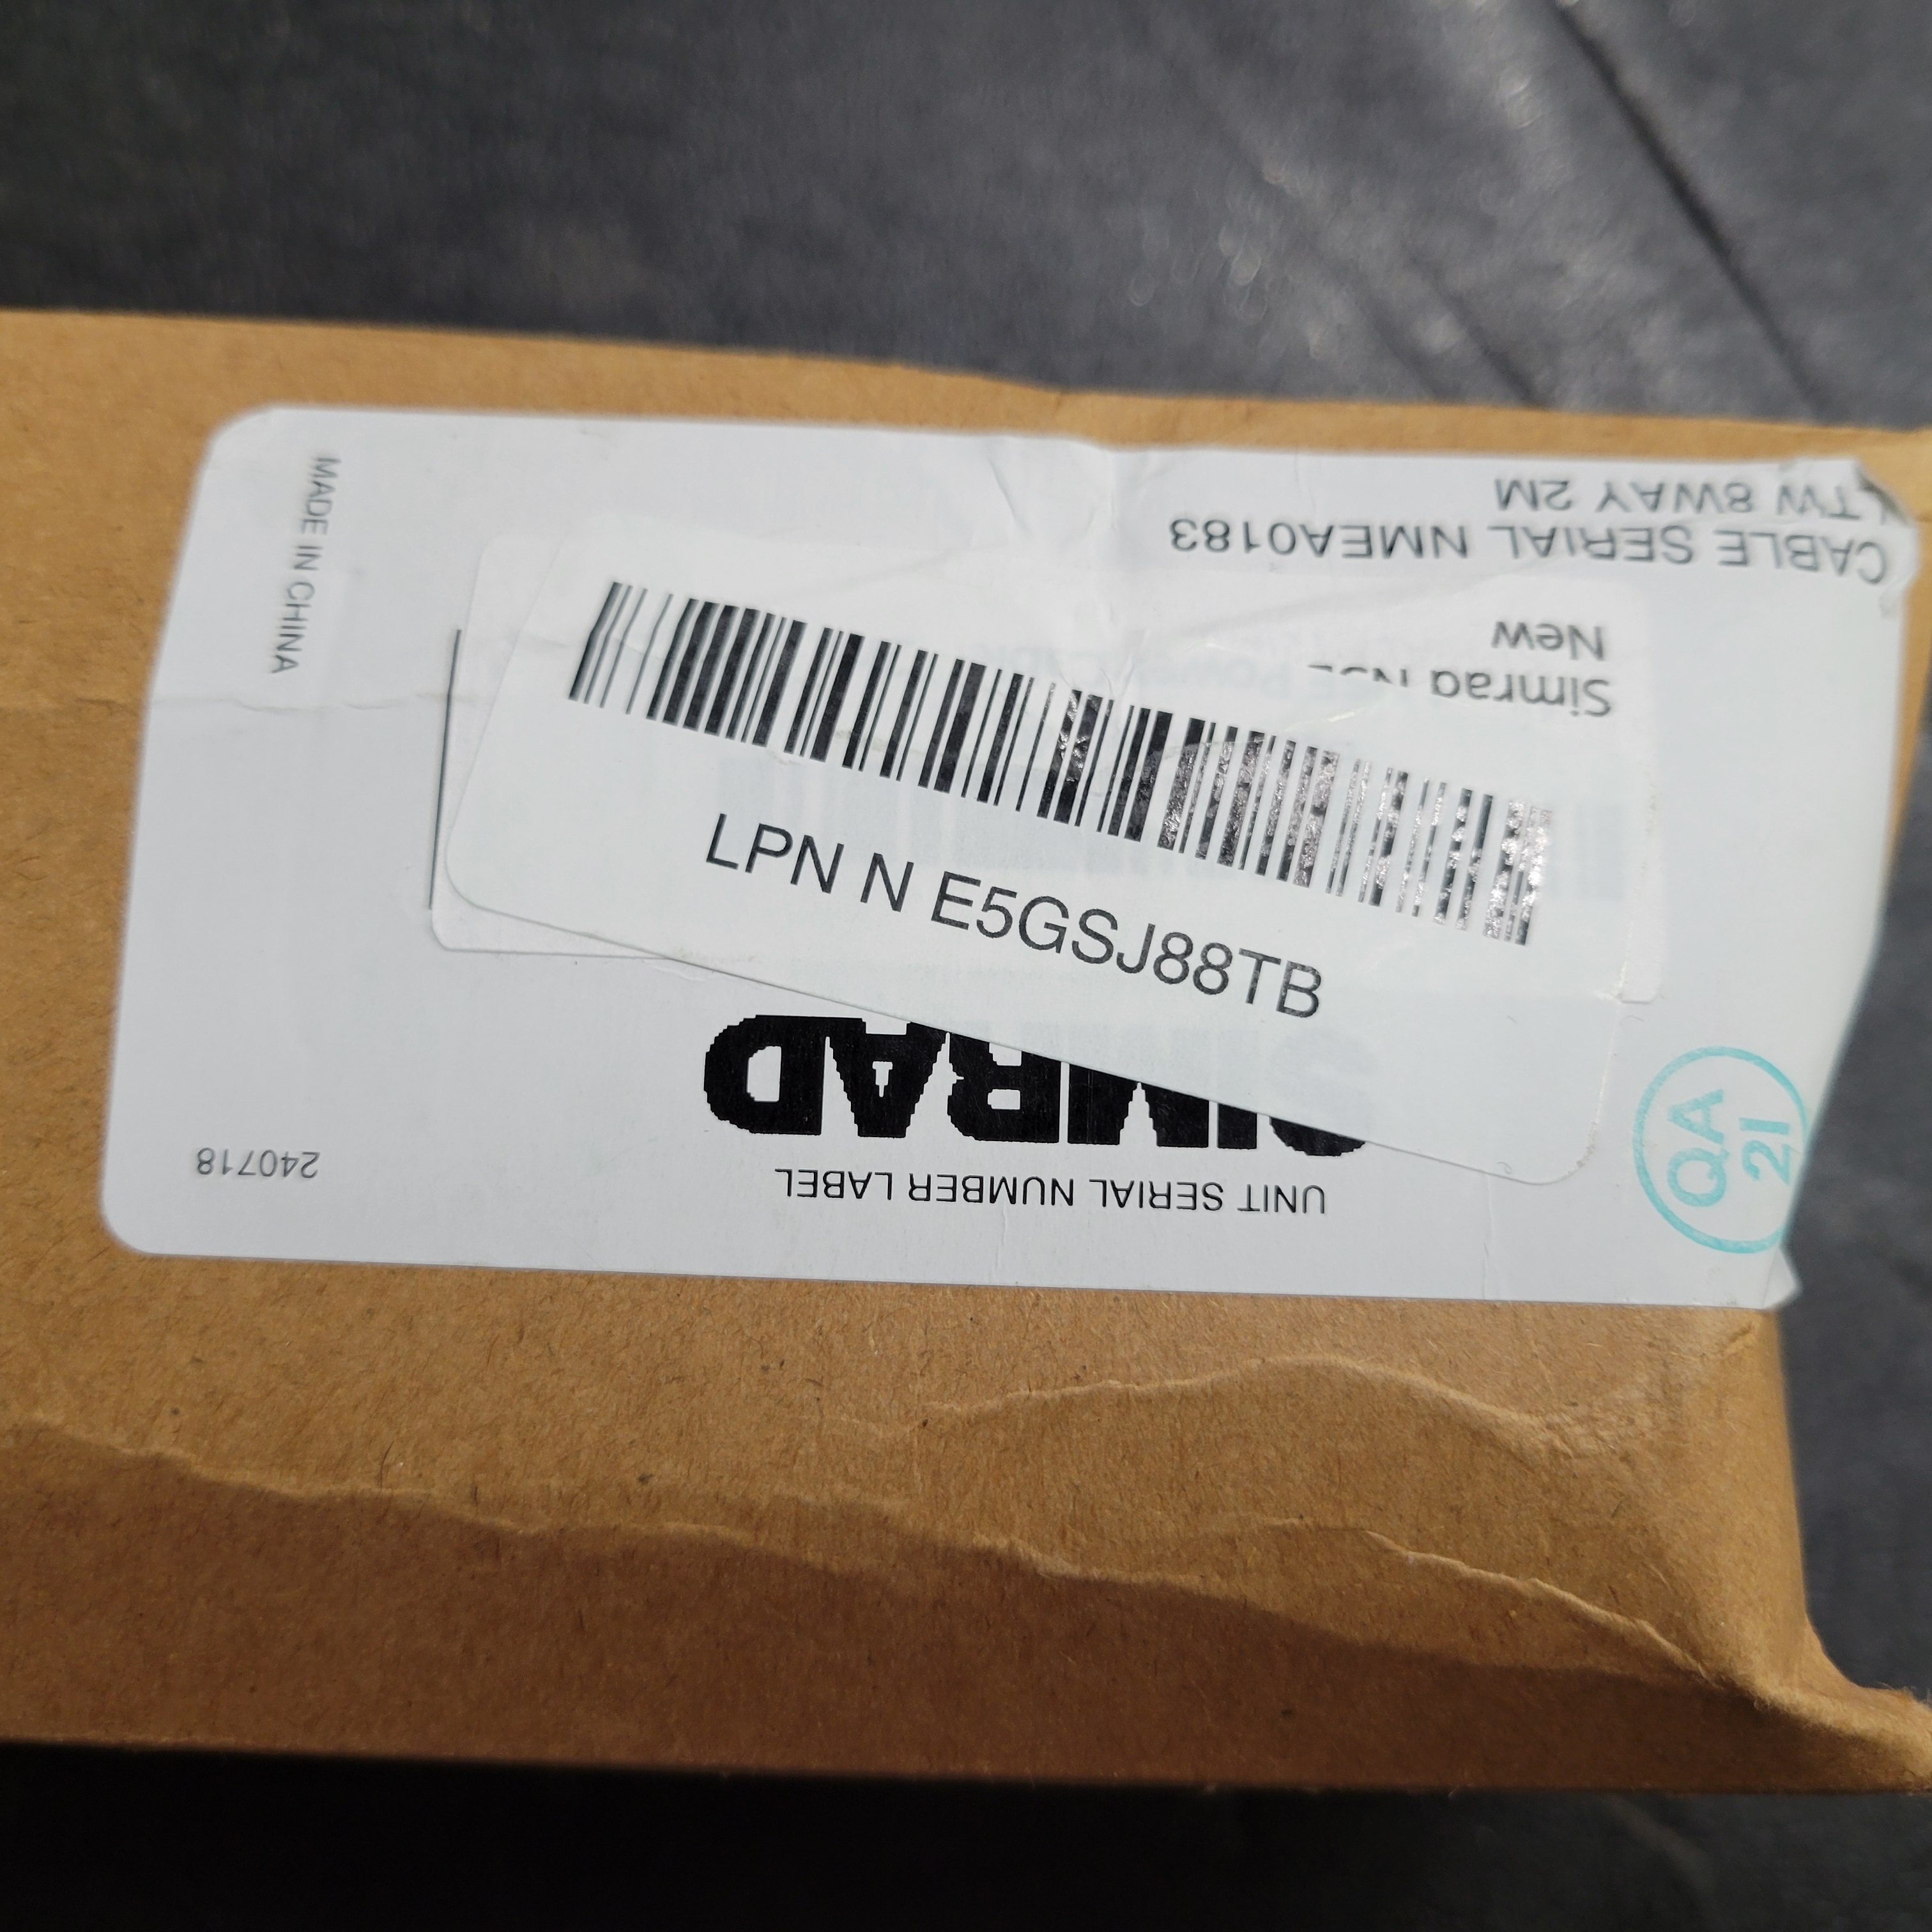 LPN N E5GSJ88TB
UNIT SERIAL NUMBER LABEL
SIMRAD
Simrad
New
CABLE SERIAL NMEA0183
LTW 8WAY 2M
240718
MADE IN CHINA
QA
21